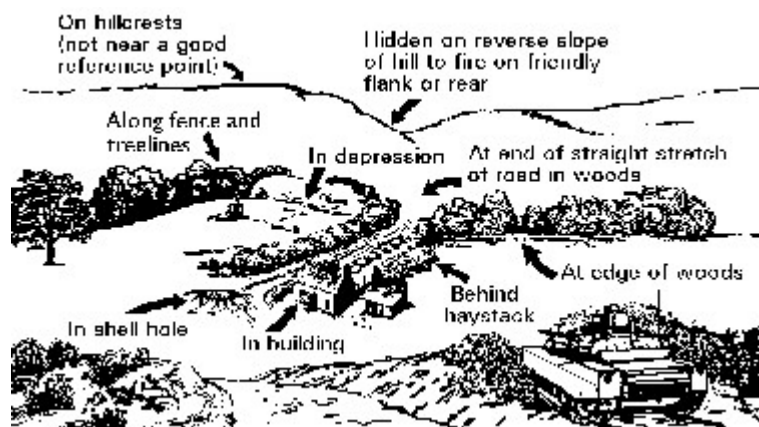 On hillcrests
(not near a good
reference point)
Hidden on reverse slope
of hill to fire on friendly
flank or rear
Along fence and
treelines
In depression
At end of straight stretch
of road in woods
At edge of woods
Behind
haystack
In shell hole
In building